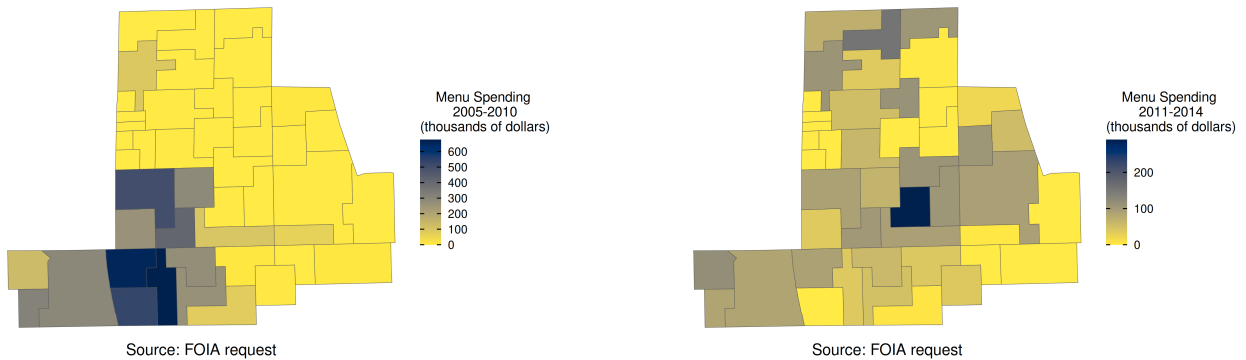 Menu Spending
2005-2010
(thousands of dollars)
600
500
400
300
200
100
0
Source: FOIA request
Menu Spending
2011-2014
(thousands of dollars)
200
100
0
Source: FOIA request